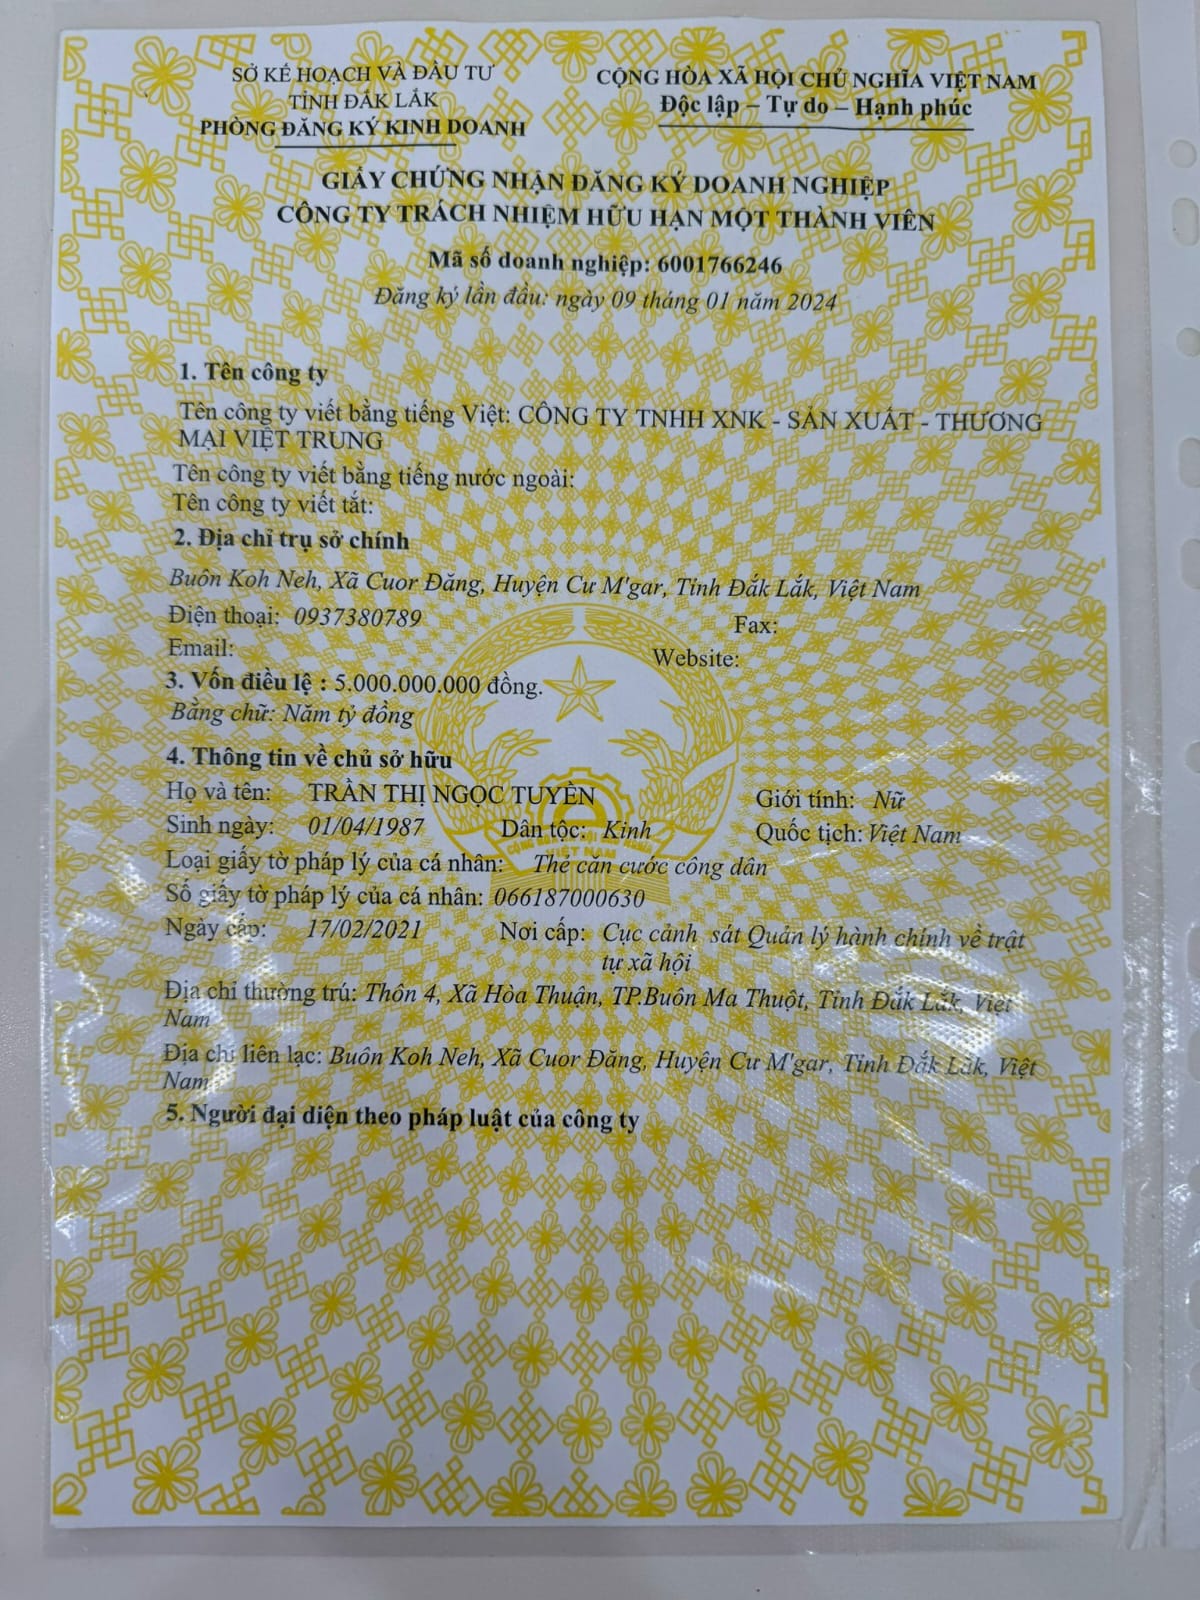 SỞ KẾ HOẠCH VÀ ĐẦU TƯ
TỈNH ĐẮK LẮK
PHÒNG ĐĂNG KÝ KINH DOANH
CỘNG HÒA XÃ HỘI CHỦ NGHĨA VIỆT NAM
Độc lập – Tự do – Hạnh phúc
GIẤY CHỨNG NHẬN ĐĂNG KÝ DOANH NGHIỆP
CÔNG TY TRÁCH NHIỆM HỮU HẠN MỘT THÀNH VIÊN
Mã số doanh nghiệp: 6001766246
Đăng ký lần đầu: ngày 09 tháng 01 năm 2024
1. Tên công ty
Tên công ty viết bằng tiếng Việt: CÔNG TY TNHH XNK - SẢN XUẤT - THƯƠNG
MẠI VIỆT TRUNG
Tên công ty viết bằng tiếng nước ngoài:
Tên công ty viết tắt:
2. Địa chỉ trụ sở chính
Buôn Koh Neh, Xã Cuor Đăng, Huyện Cư M'gar, Tỉnh Đắk Lắk, Việt Nam
Điện thoại: 0937380789 Fax:
Email: Website:
3. Vốn điều lệ : 5.000.000.000 đồng.
Bằng chữ: Năm tỷ đồng
4. Thông tin về chủ sở hữu
Họ và tên: TRẦN THỊ NGỌC TUYỀN Giới tính: Nữ
Sinh ngày: 01/04/1987 Dân tộc: Kinh Quốc tịch: Việt Nam
Loại giấy tờ pháp lý của cá nhân: Thẻ căn cước công dân
Số giấy tờ pháp lý của cá nhân: 066187000630
Ngày cấp: 17/02/2021 Nơi cấp: Cục cảnh sát Quản lý hành chính về trật
tự xã hội
Địa chỉ thường trú: Thôn 4, Xã Hòa Thuận, TP.Buôn Ma Thuột, Tỉnh Đắk Lắk, Việt
Nam
Địa chỉ liên lạc: Buôn Koh Neh, Xã Cuor Đăng, Huyện Cư M'gar, Tỉnh Đắk Lắk, Việt
Nam
5. Người đại diện theo pháp luật của công ty